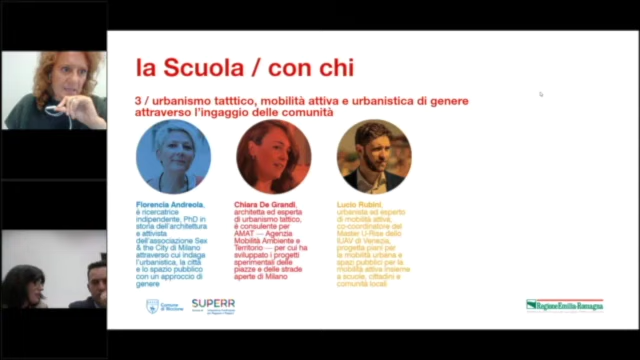 la Scuola / con chi
3 / urbanismo tatttico, mobilità attiva e urbanistica di genere
attraverso l'ingaggio delle comunità
Florencia Andreola,
è ricercatrice
indipendente, PhD in
storia dell'architettura
e attivista
dell'associazione Sex
& the City di Milano
attraverso cui indaga
l'urbanistica, la città
e lo spazio pubblico
con un approccio di
genere
Chiara De Grandi,
architetta ed esperta
di urbanismo tattico,
è consulente per
AMAT — Agenzia
Mobilità Ambiente e
Territorio — per cui ha
sviluppato i progetti
sperimentali delle
piazze e delle strade
aperte di Milano
Lucio Rubini,
urbanista ed esperto
di mobilità attiva,
co-coordinatore del
Master U-Rise dello
IUAV di Venezia,
progetta piani per
la mobilità urbana e
spazi pubblici per la
mobilità attiva insieme
a scuole, cittadini e
comunità locali
Comune
di Riccione
SUPERR
Regione Emilia-Romagna